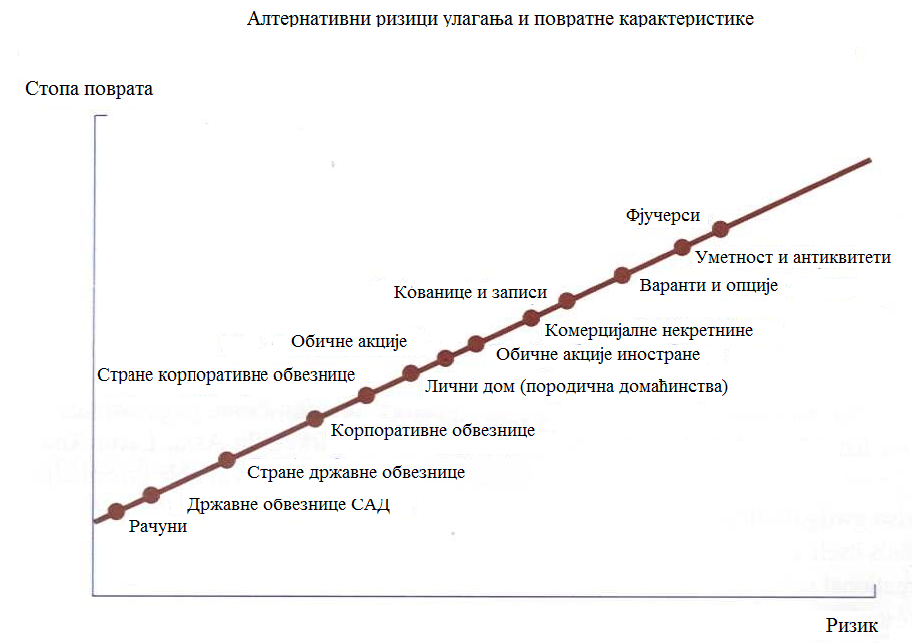 Алтернативни ризици улагања и повратне карактеристике
Стопа поврата
Фјучерси
Уметност и антиквитети
Варанти и опције
Кованице и записи
Комерцијалне некретнине
Обичне акције
Обичне акције иностране
Стране корпоративне обвезнице
Лични дом (породична домаћинства)
Корпоративне обвезнице
Стране државне обвезнице
Државне обвезнице САД
Рачуни
Ризик